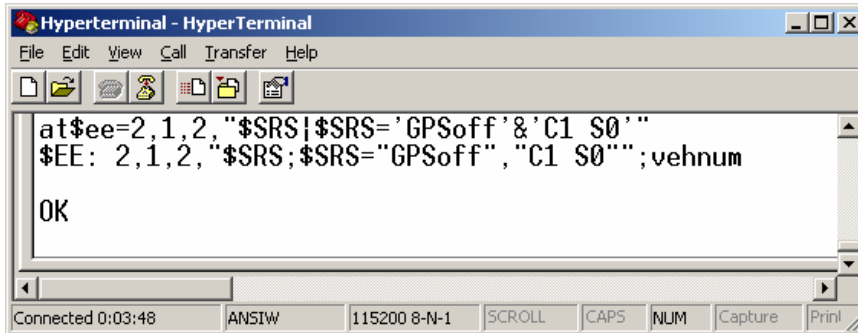 Hyperterminal - HyperTerminal
File Edit View Call Transfer Help
at$ee=2,1,2,"$SRS|$SRS='GPSoff'&'C1 S0'"
$EE: 2,1,2,"$SRS;$SRS="GPSoff","C1 S0"";vehnum
OK
Connected 0:03:48 ANSIW 115200 8-N-1 SCROLL CAPS NUM Capture Print